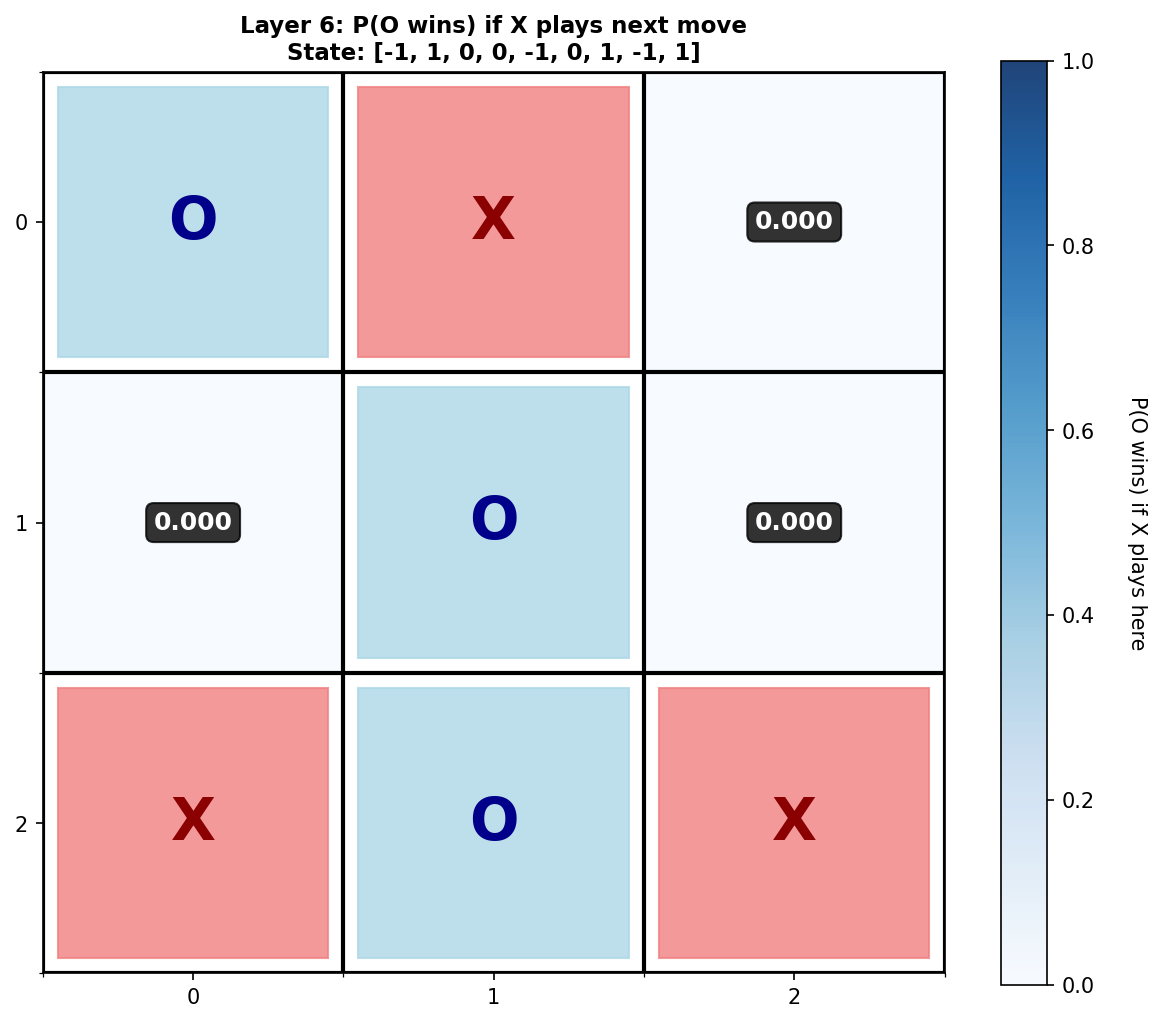 Layer 6: P(O wins) if X plays next move
State: [-1, 1, 0, 0, -1, 0, 1, -1, 1]
0
O
X
0.000
1
0.000
O
0.000
2
X
O
X
0
1
2
1.0
0.8
0.6
0.4
0.2
0.0
P(O wins) if X plays here